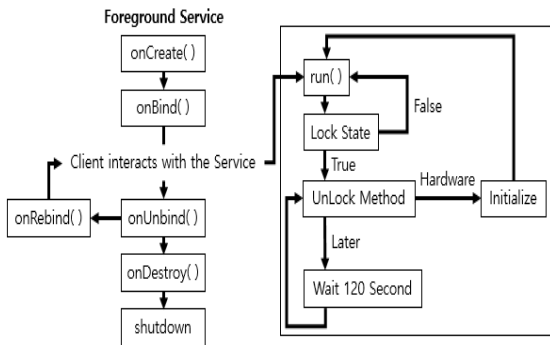 Foreground Service
onCreate( )
onBind( )
Client interacts with the Service
onRebind( )
onUnbind( )
onDestroy( )
shutdown
run( )
False
Lock State
True
UnLock Method
Hardware
Initialize
Later
Wait 120 Second